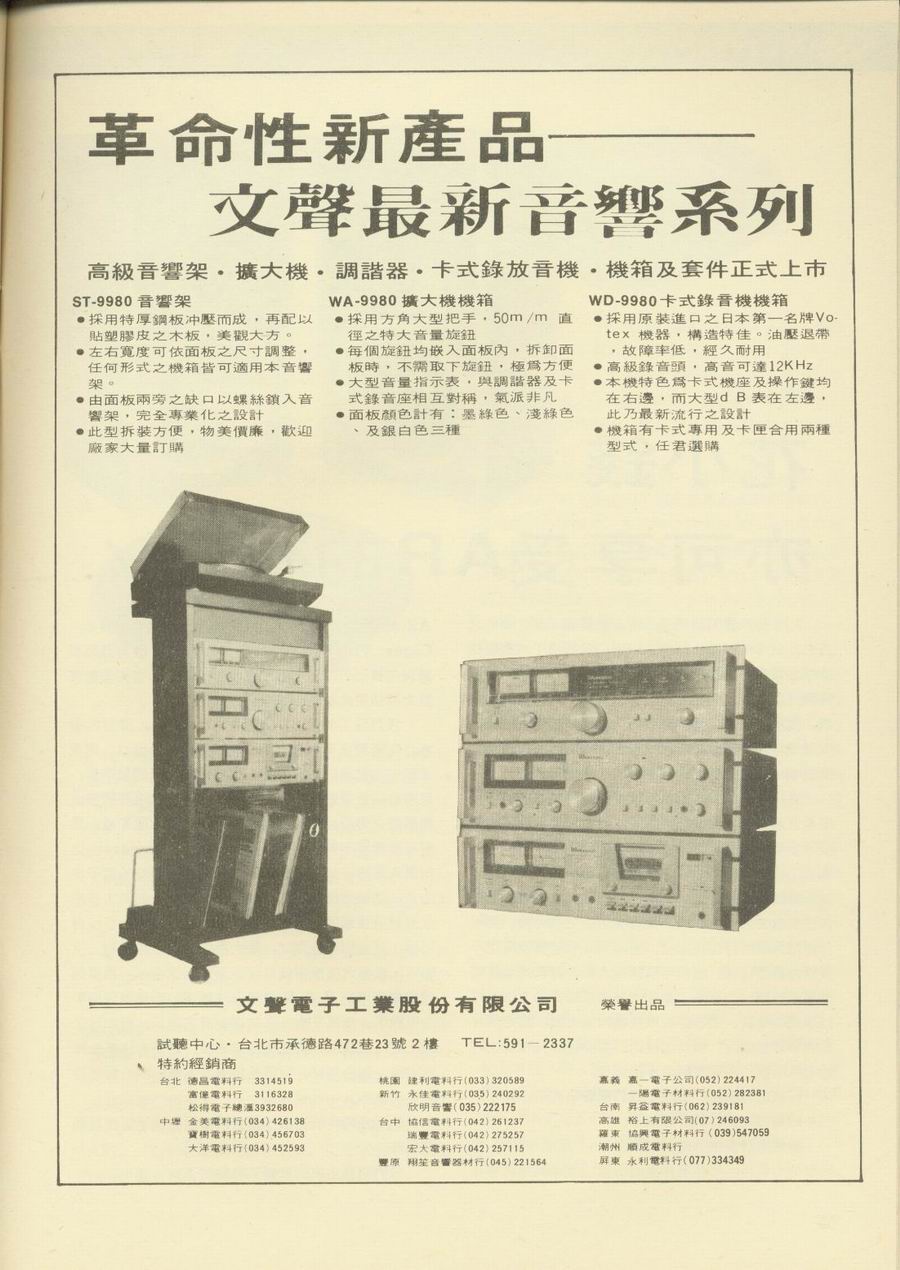 革命性新產品
文聲最新音響系列
高級音響架・擴大機・調諧器・卡式錄放音機・機箱及套件正式上市
ST-9980 音響架
●採用特厚鋼板冲壓而成，再配以
貼塑膠皮之木板，美觀大方。
●左右寬度可依面板之尺寸調整，
任何形式之機箱皆可適用本音響
架。
●由面板兩旁之缺口以螺絲鎖入音
響架，完全專業化之設計
●此型拆裝方便，物美價廉，歡迎
廠家大量訂購
WA-9980 擴大機機箱
●採用方角大型把手，50m/m 直
徑之特大音量旋鈕
●每個旋鈕均嵌入面板內，拆卸面
板時，不需取下旋鈕，極爲方便
●大型音量指示表，與調諧器及卡
式錄音座相互對稱，氣派非凡
●面板顏色計有：墨綠色、淺綠色
、及銀白色三種
WD-9980卡式錄音機機箱
●採用原裝進口之日本第一名牌Vo-
tex 機器，構造特佳。油壓退帶
，故障率低，經久耐用
●高級錄音頭，高音可達12KHz
●本機特色爲卡式機座及操作鍵均
在右邊，而大型dB表在左邊，
此乃最新流行之設計
●機箱有卡式專用及卡匣合用兩種
型式，任君選購
文聲電子工業股份有限公司 榮譽出品
試聽中心・台北市承德路472巷23號2樓 TEL:591—2337
特約經銷商
台北 德昌電料行 3314519
富億電料行 3116328
松得電子總滙3932680
中壢 金美電料行(034)426138
寶樹電料行(034)456703
大洋電料行(034)452593
桃園 建利電料行(033)320589
新竹 永佳電料行(035)240292
欣明音響(035)222175
台中 協信電料行(042)261237
瑞豐電料行(042)275257
宏大電料行(042)257115
豐原 翔笙音響器材行(045)221564
嘉義 嘉一電子公司(052)224417
一陽電子材料行(052)282381
台南 昇益電料行(062)239181
高雄 裕上有限公司(07)246093
羅東 協興電子材料行(039)547059
潮州 順成電料行
屏東 永利電料行(077)334349